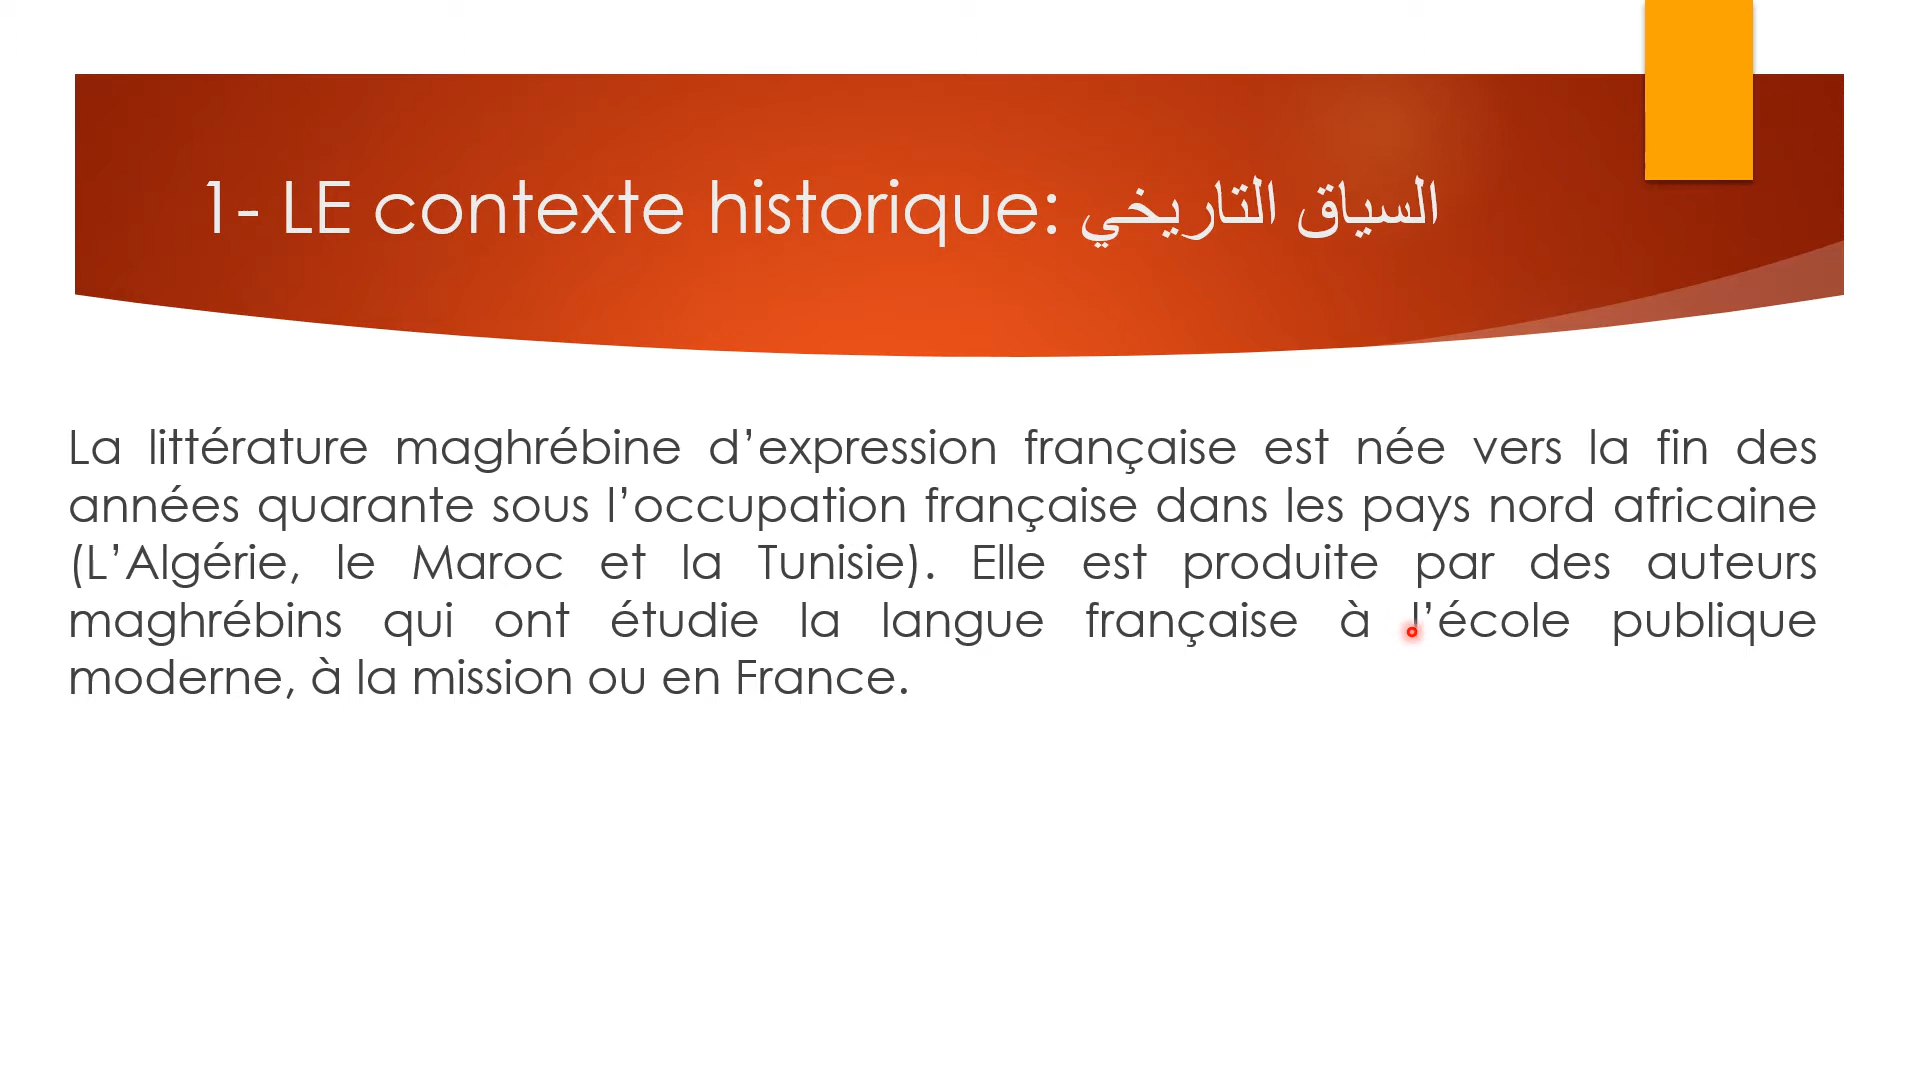 1- LE contexte historique: السياق التاريخي
La littérature maghrébine d’expression française est née vers la fin des
années quarante sous l’occupation française dans les pays nord africaine
(L’Algérie, le Maroc et la Tunisie). Elle est produite par des auteurs
maghrébins qui ont étudie la langue française à l’école publique
moderne, à la mission ou en France.